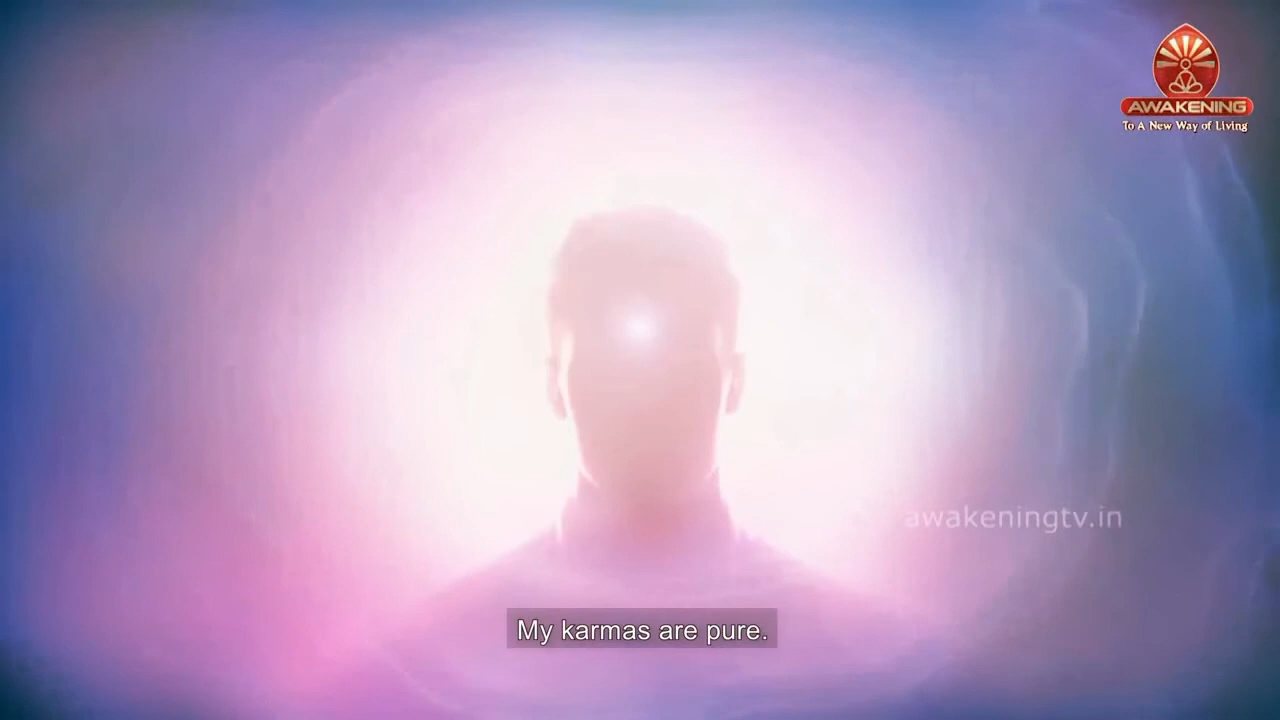 AWAKENING
To A New Way of Living
awakeningtv.in
My karmas are pure.